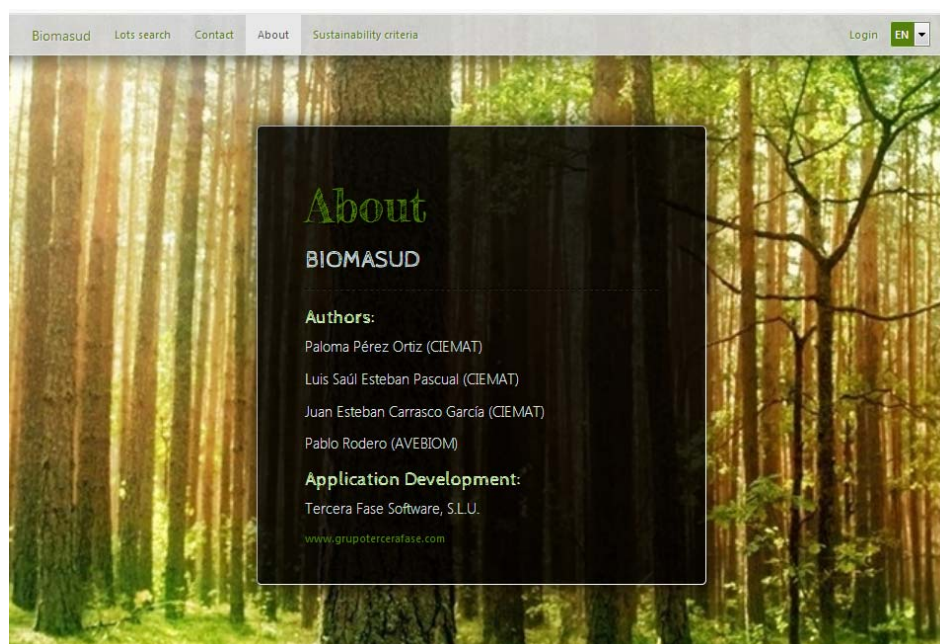 Biomasud Lots search Contact About Sustainability criteria Login EN
About
BIOMASUD
Authors:
Paloma Pérez Ortiz (CIEMAT)
Luis Saúl Esteban Pascual (CIEMAT)
Juan Esteban Carrasco García (CIEMAT)
Pablo Rodero (AVEBIOM)
Application Development:
Tercera Fase Software, S.L.U.
www.grupotercerafase.com